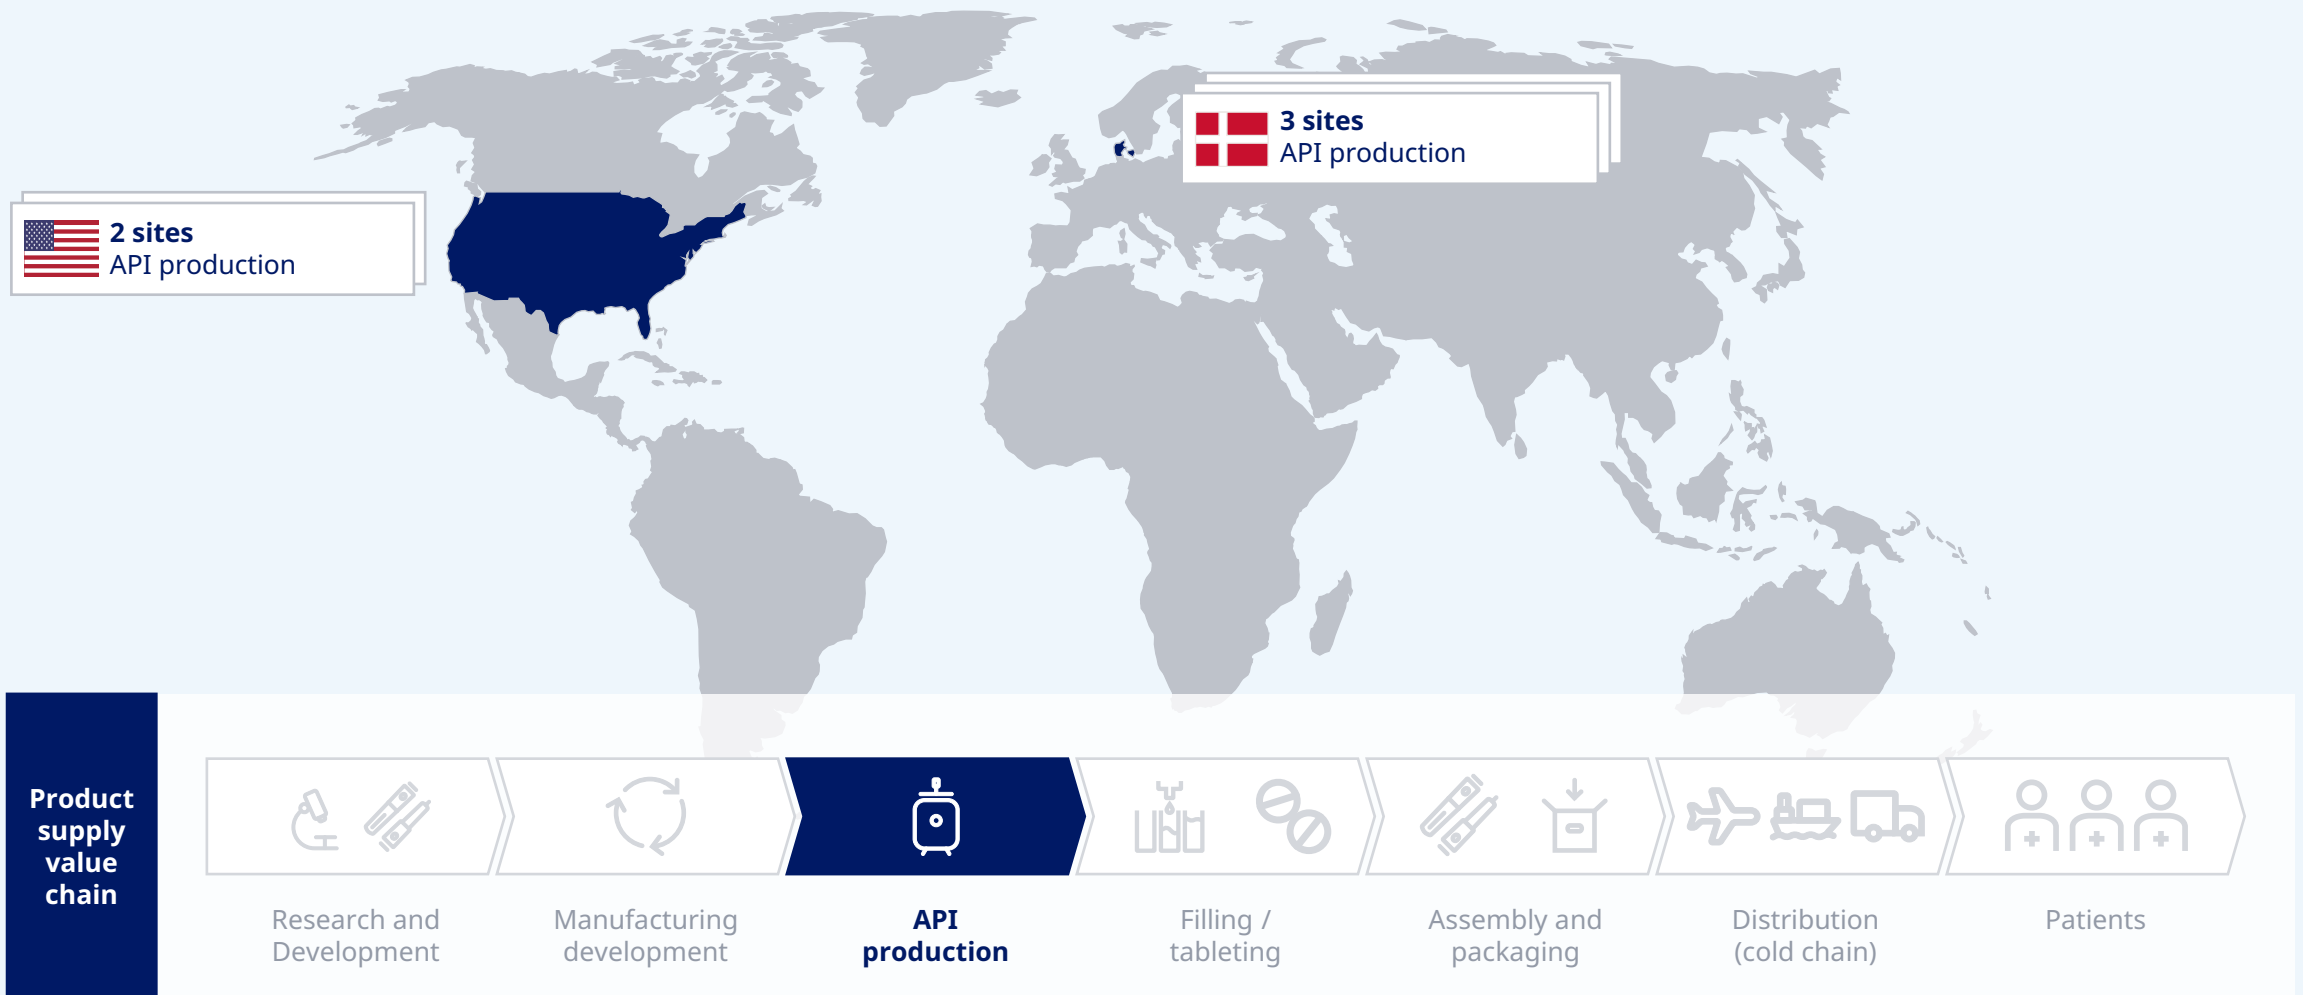 3 sites
API production
2 sites
API production
Product
supply
value
chain
Research and
Development
Manufacturing
development
API
production
Filling /
tableting
Assembly and
packaging
Distribution
(cold chain)
Patients